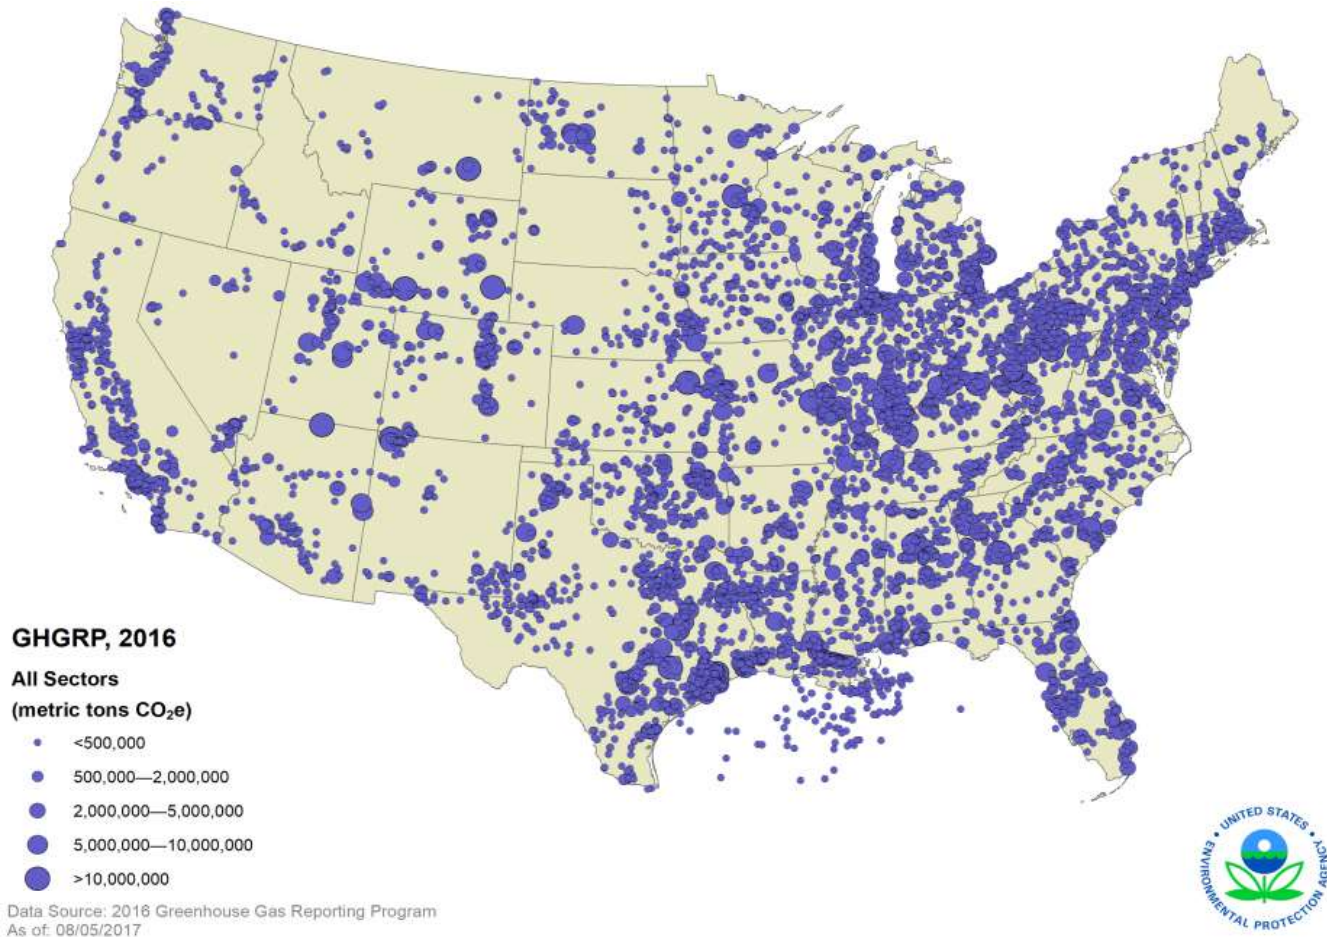 GHGRP, 2016
All Sectors
(metric tons CO₂e)
<500,000
500,000—2,000,000
2,000,000—5,000,000
5,000,000—10,000,000
>10,000,000
Data Source: 2016 Greenhouse Gas Reporting Program
As of: 08/05/2017
UNITED STATES
ENVIRONMENTAL PROTECTION AGENCY